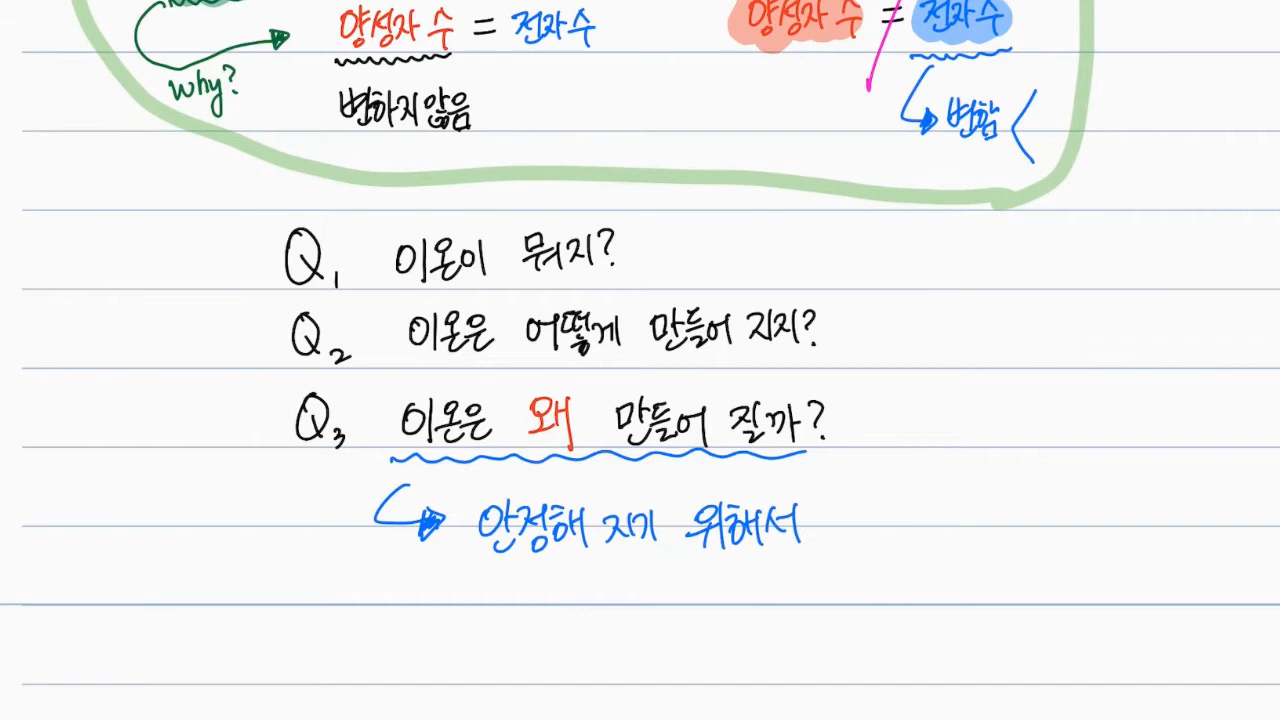 양성자 수 = 전자수
양성자 수 = 전자수
why?
변하지 않음
변함
Q1 이온이 뭐지?
Q2 이온은 어떻게 만들어 지지?
Q3 이온은 왜 만들어 질까?
안정해 지기 위해서